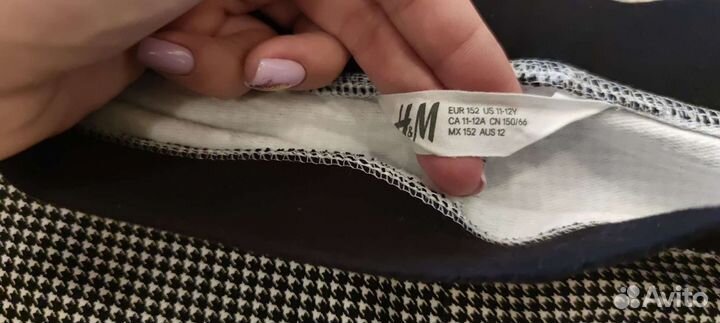 H&M
EUR 152 US 11-12Y
CA 11-12A CN 150/66
MX 152 AUS 12
Avito